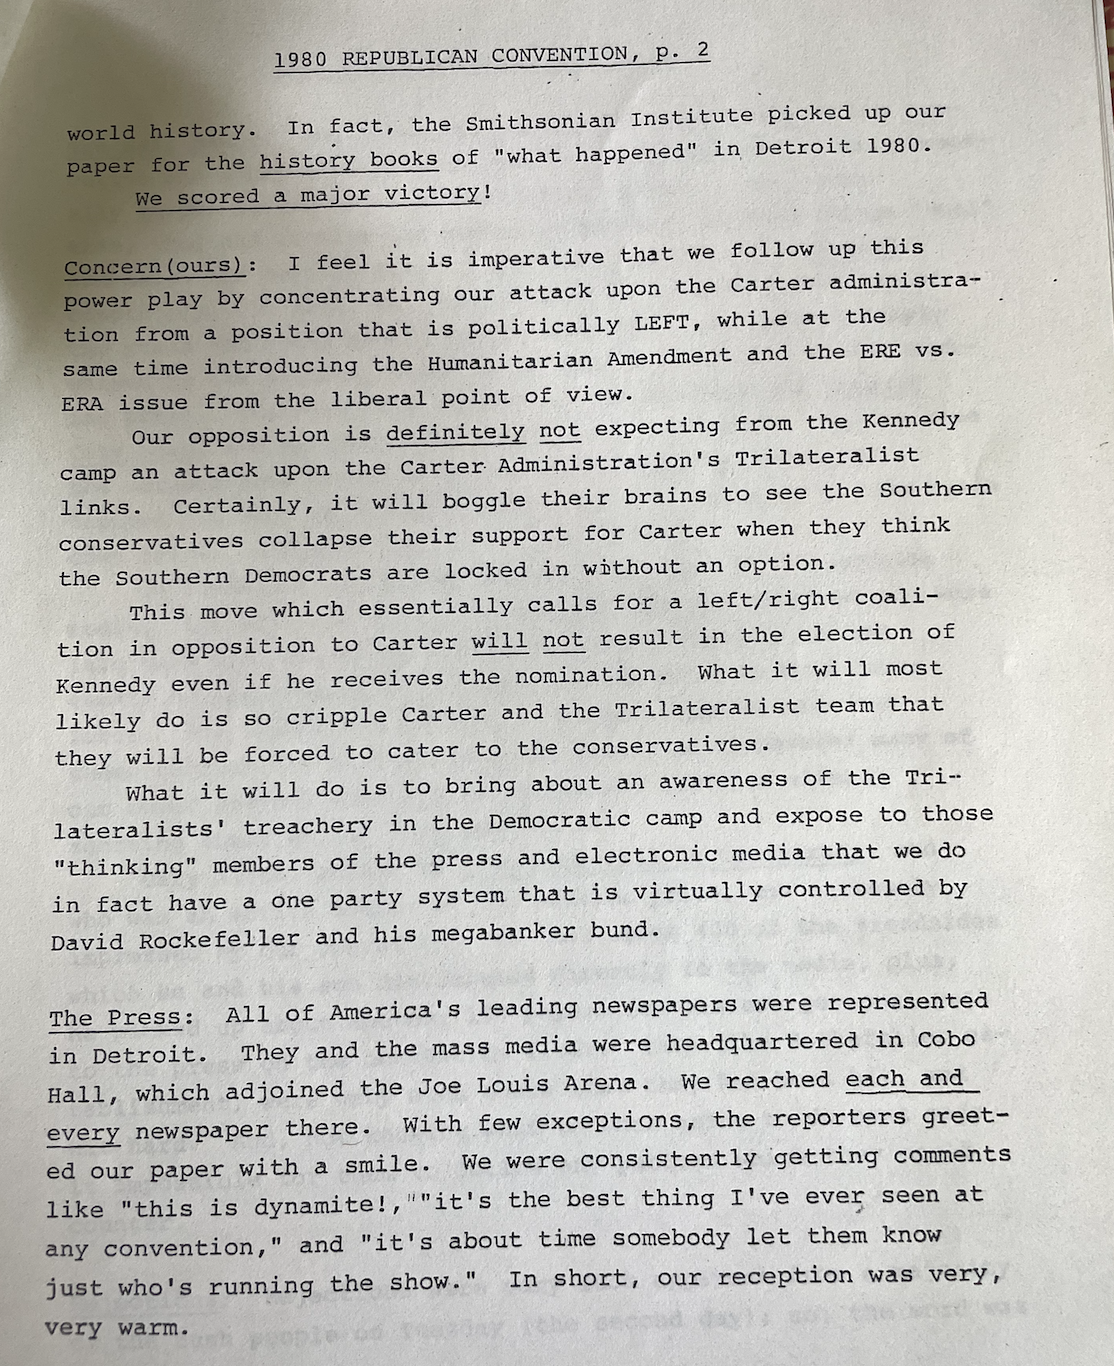 1980 REPUBLICAN CONVENTION, p. 2
world history. In fact, the Smithsonian Institute picked up our
paper for the history books of "what happened" in Detroit 1980.
We scored a major victory!
Concern(ours): I feel it is imperative that we follow up this
power play by concentrating our attack upon the Carter administra-
tion from a position that is politically LEFT, while at the
same time introducing the Humanitarian Amendment and the ERE vs.
ERA issue from the liberal point of view.
Our opposition is definitely not expecting from the Kennedy
camp an attack upon the Carter Administration's Trilateralist
links. Certainly, it will boggle their brains to see the Southern
conservatives collapse their support for Carter when they think
the Southern Democrats are locked in without an option.
This move which essentially calls for a left/right coali-
tion in opposition to Carter will not result in the election of
Kennedy even if he receives the nomination. What it will most
likely do is so cripple Carter and the Trilateralist team that
they will be forced to cater to the conservatives.
What it will do is to bring about an awareness of the Tri-
lateralists' treachery in the Democratic camp and expose to those
"thinking" members of the press and electronic media that we do
in fact have a one party system that is virtually controlled by
David Rockefeller and his megabanker bund.
The Press: All of America's leading newspapers were represented
in Detroit. They and the mass media were headquartered in Cobo
Hall, which adjoined the Joe Louis Arena. We reached each and
every newspaper there. With few exceptions, the reporters greet-
ed our paper with a smile. We were consistently getting comments
like "this is dynamite!," "it's the best thing I've ever seen at
any convention," and "it's about time somebody let them know
just who's running the show." In short, our reception was very,
very warm.